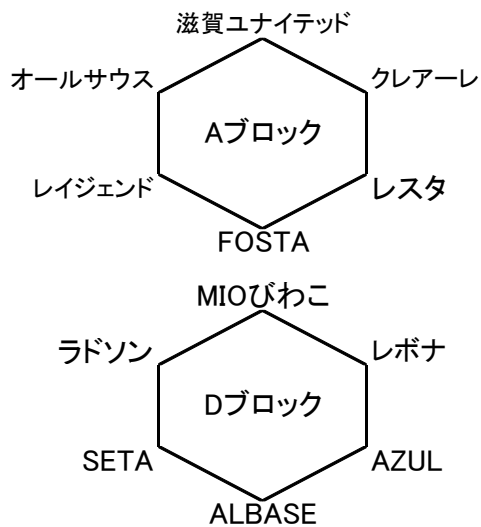 滋賀ユナイテッド
オールサウス
クレアーレ
Aブロック
レイジェンド
レスタ
FOSTA
MIOびわこ
ラドソン
レボナ
Dブロック
SETA
AZUL
ALBASE